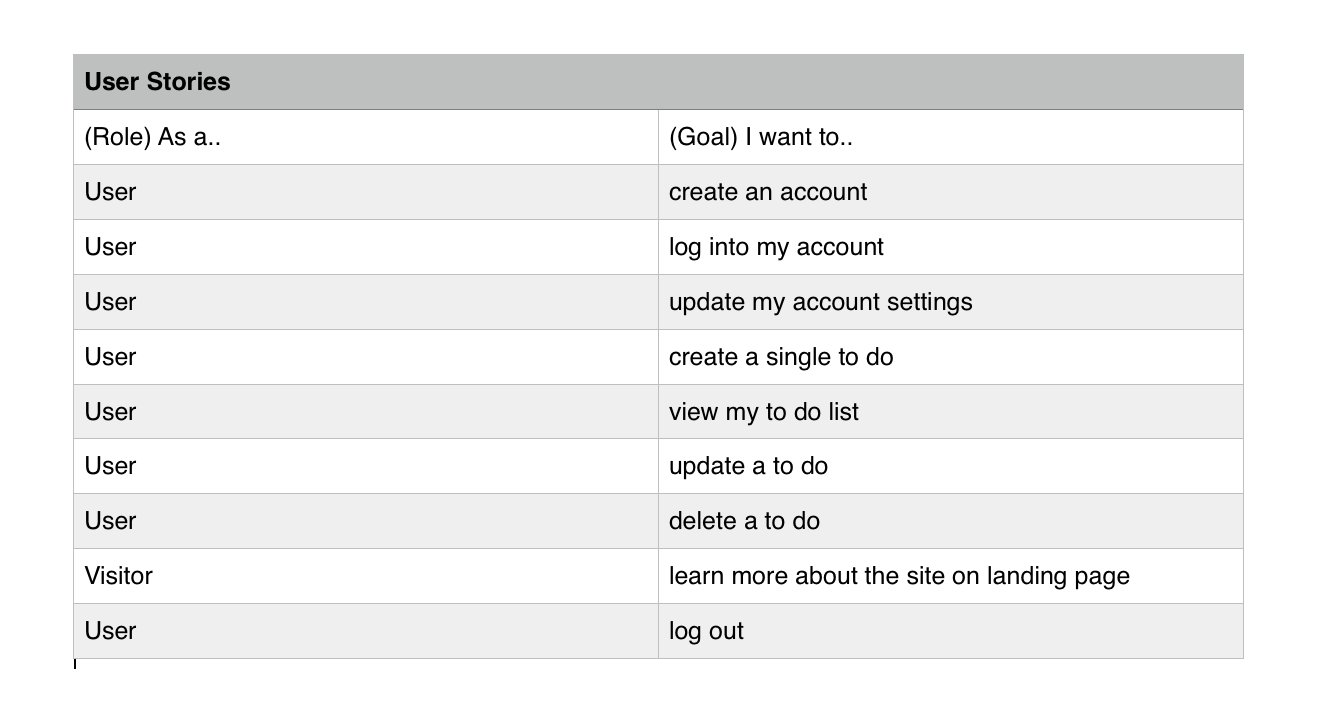 User Stories
(Role) As a.. (Goal) I want to..
User create an account
User log into my account
User update my account settings
User create a single to do
User view my to do list
User update a to do
User delete a to do
Visitor learn more about the site on landing page
User log out